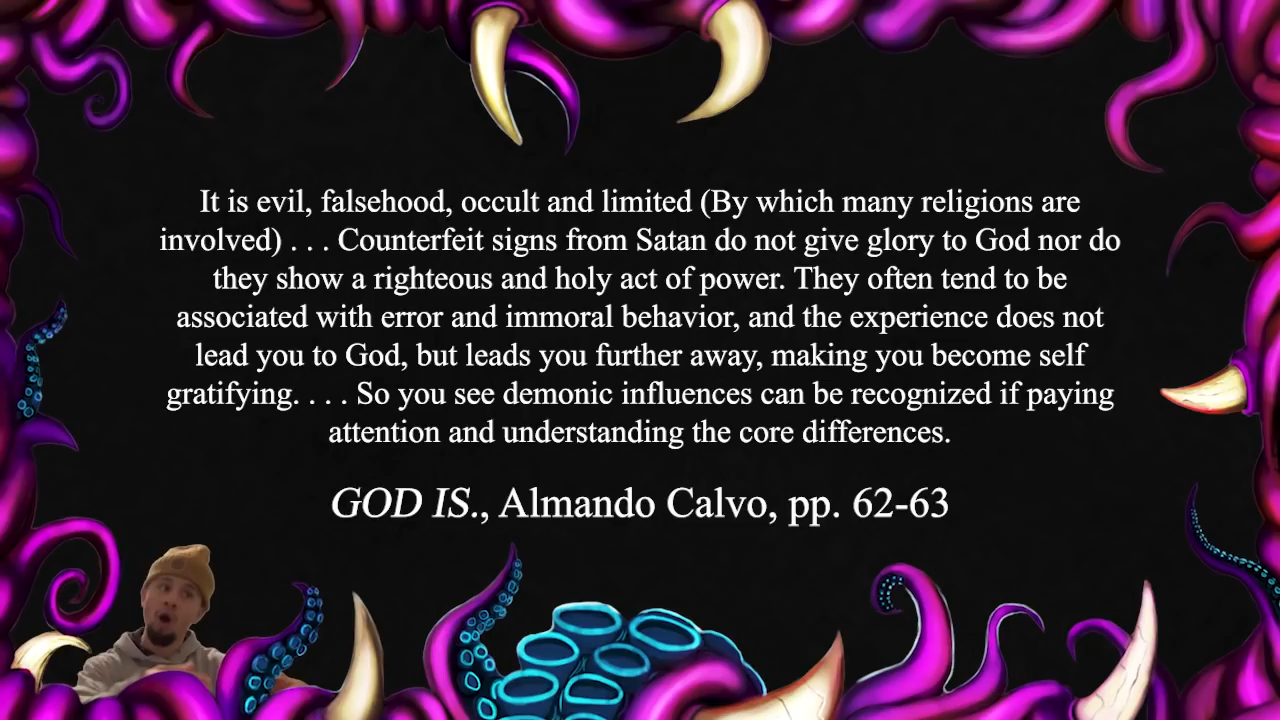 It is evil, falsehood, occult and limited (By which many religions are
involved) . . . Counterfeit signs from Satan do not give glory to God nor do
they show a righteous and holy act of power. They often tend to be
associated with error and immoral behavior, and the experience does not
lead you to God, but leads you further away, making you become self
gratifying. . . . So you see demonic influences can be recognized if paying
attention and understanding the core differences.
GOD IS., Almando Calvo, pp. 62-63